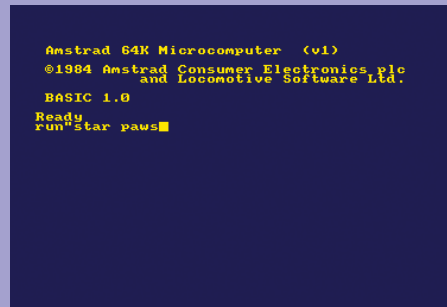 Amstrad 64K Microcomputer (v1)
©1984 Amstrad Consumer Electronics plc
and Locomotive Software Ltd.
BASIC 1.0
Ready
run"star paws